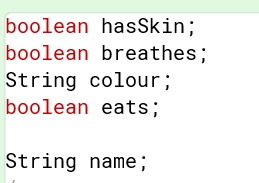 boolean hasSkin;
boolean breathes;
String colour;
boolean eats;

String name;